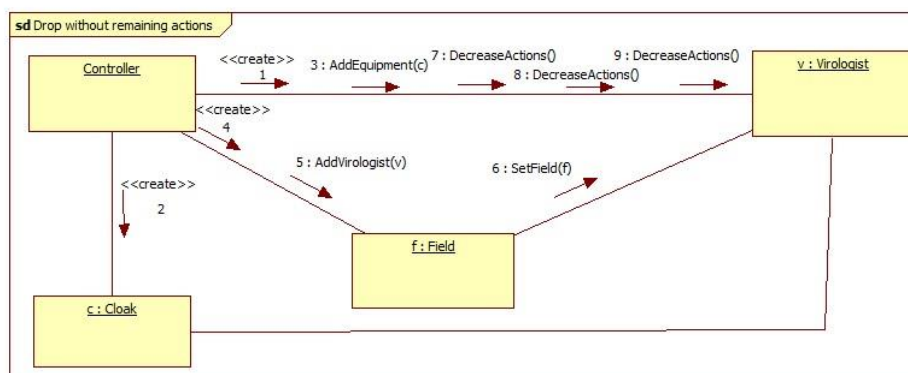 sd Drop without remaining actions
Controller
<<create>>
1
3: AddEquipment(c)
7: DecreaseActions()
8: DecreaseActions()
9: DecreaseActions()
v : Virologist
<<create>>
4
5: AddVirologist(v)
6: SetField(f)
<<create>>
2
f : Field
c : Cloak